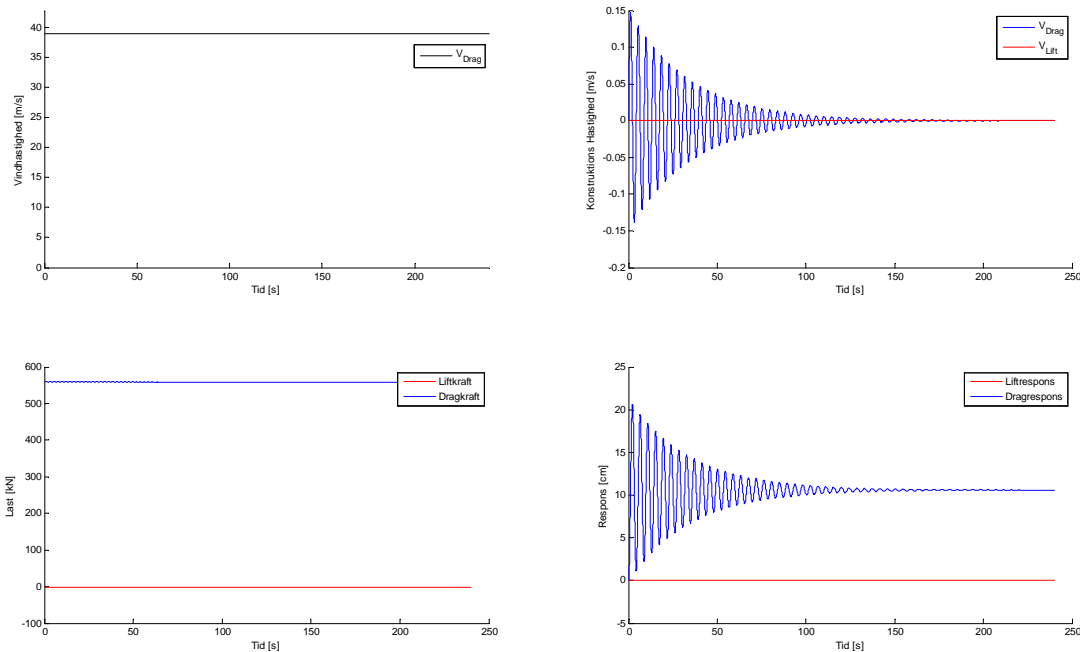 40
35
30
25
20
15
10
5
0
Vindhastighed [m/s]
0 50 100 150 200
Tid [s]
V_Drag
0.15
0.1
0.05
0
-0.05
-0.1
-0.15
-0.2
Konstruktions Hastighed [m/s]
0 50 100 150 200 250
Tid [s]
V_Drag
V_Lift
600
500
400
300
200
100
0
-100
Last [kN]
0 50 100 150 200 250
Tid [s]
Liftkraft
Dragkraft
25
20
15
10
5
0
-5
Respons [cm]
0 50 100 150 200 250
Tid [s]
Liftrespons
Dragrespons